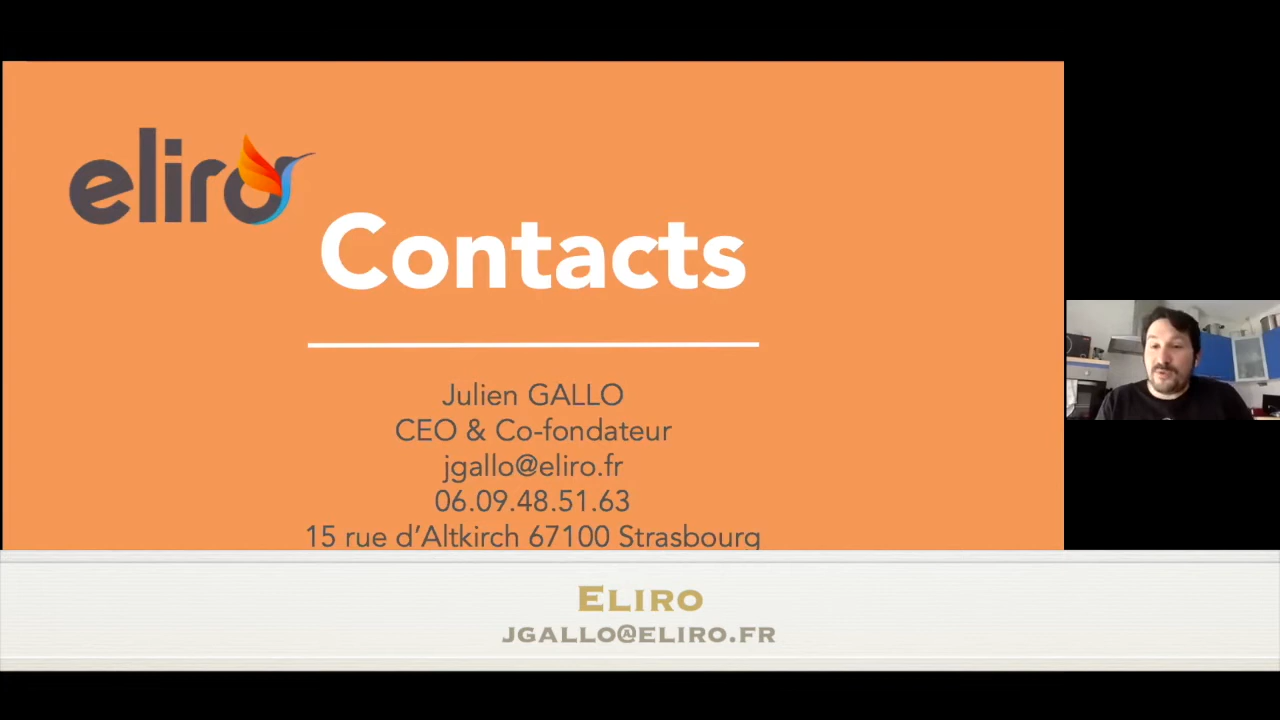 eliro
Contacts
Julien GALLO
CEO & Co-fondateur
jgallo@eliro.fr
06.09.48.51.63
15 rue d’Altkirch 67100 Strasbourg
ELIRO
JGALLO@ELIRO.FR